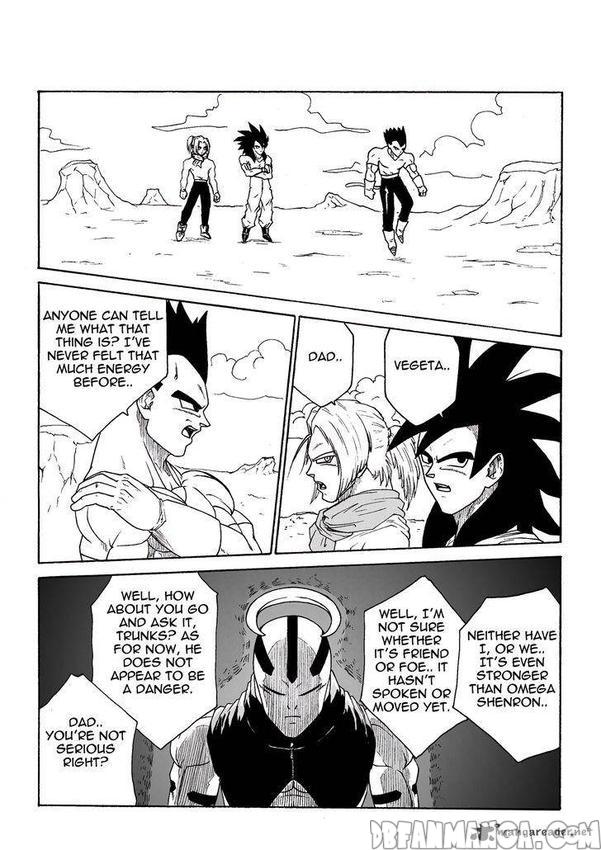 VEGETA..
DAD..
ANYONE CAN
TELL ME WHAT
THAT THING
IS? I'VE
NEVER FELT THAT
MUCH ENERGY
BEFORE..
NEITHER HAVE
I, OR WE..
IT'S EVEN
STRONGER
THAN OMEGA
SHENRON..
WELL, I'M
NOT SURE
WHETHER
IT'S FRIEND
OR FOE.. IT
HASN'T
SPOKEN OR
MOVED YET.
WELL, HOW
ABOUT YOU GO
AND ASK IT,
TRUNKS? AS
FOR NOW, HE
DOES NOT
APPEAR TO BE
A DANGER.
DAD..
YOU'RE NOT
SERIOUS
RIGHT?
mangareader.net
DBFANMANGA.COM